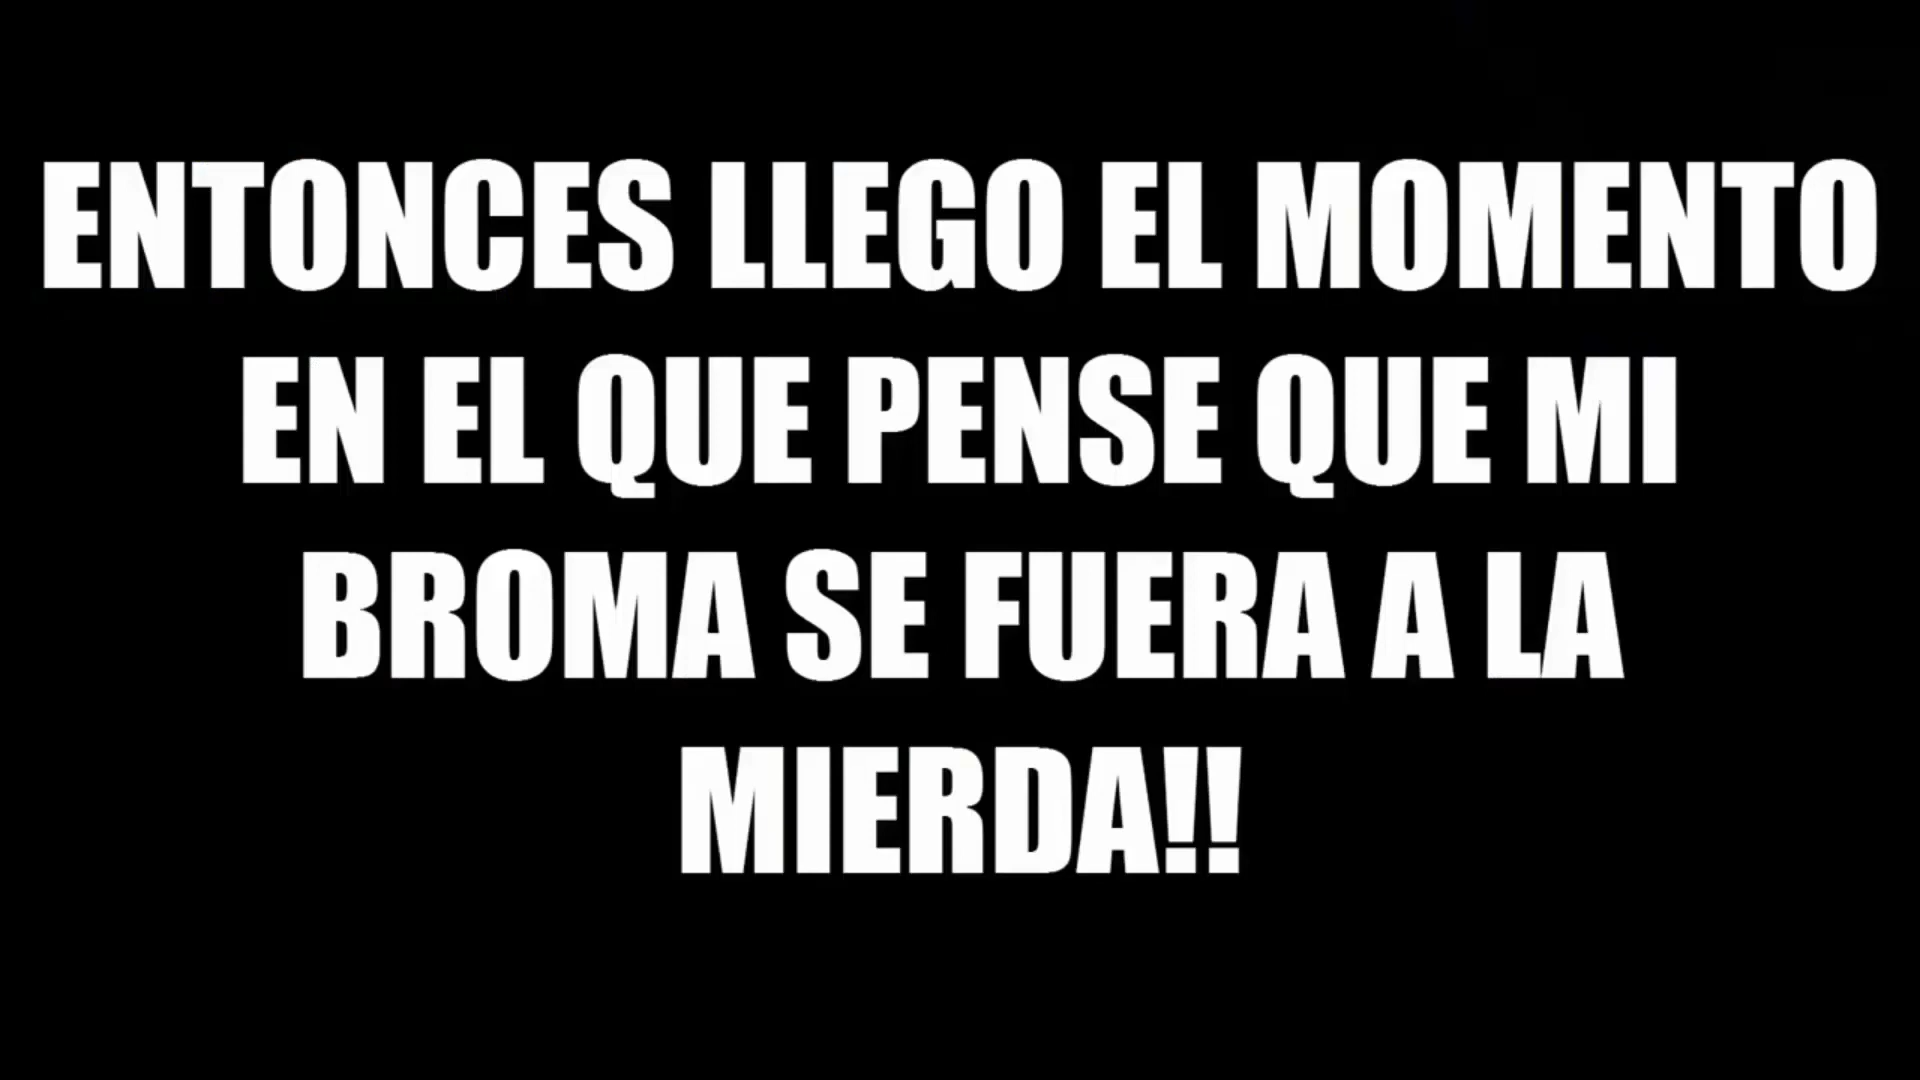 ENTONCES LLEGO EL MOMENTO
EN EL QUE PENSE QUE MI
BROMA SE FUERA A LA
MIERDA!!